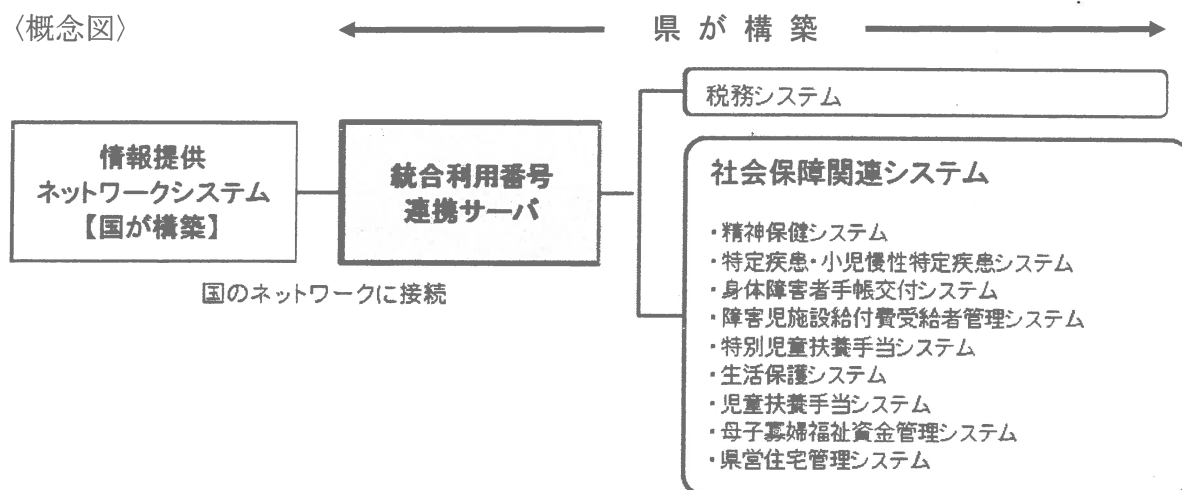 〈概念図〉
県が構築
税務システム
情報提供
ネットワークシステム
【国が構築】
統合利用番号
連携サーバ
国のネットワークに接続
社会保障関連システム
・精神保健システム
・特定疾患・小児慢性特定疾患システム
・身体障害者手帳交付システム
・障害児施設給付費受給者管理システム
・特別児童扶養手当システム
・生活保護システム
・児童扶養手当システム
・母子寡婦福祉資金管理システム
・県営住宅管理システム